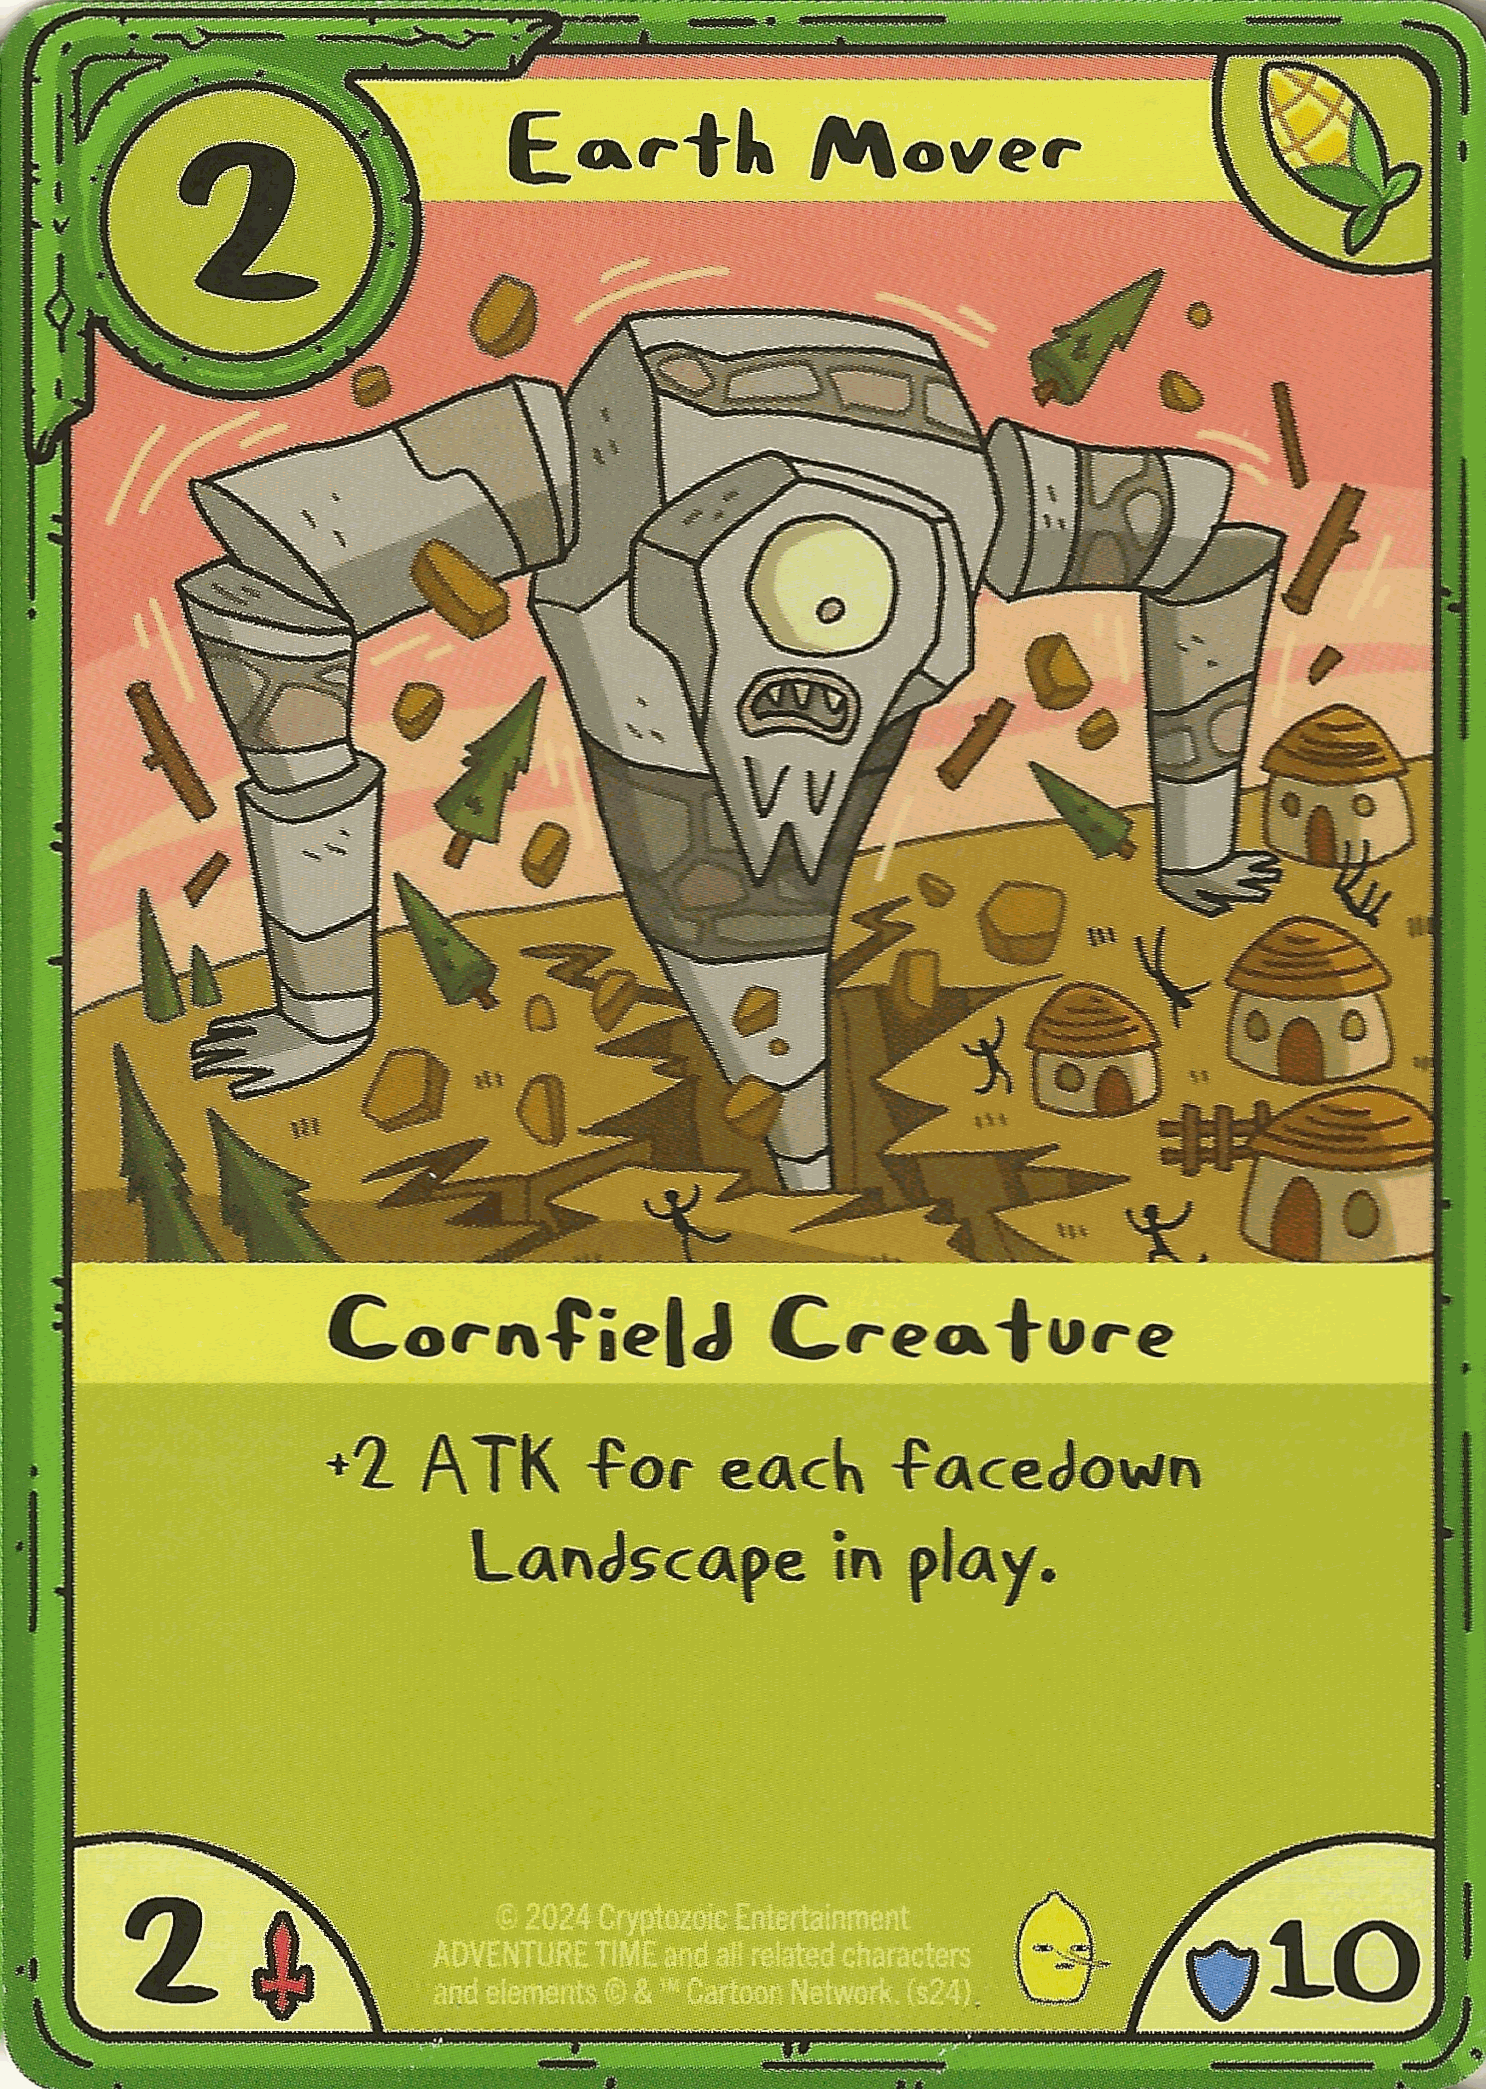 2
Earth Mover
Cornfield Creature
+2 ATK for each facedown
Landscape in play.
2
© 2024 Cryptozoic Entertainment
ADVENTURE TIME and all related characters
and elements © & ™ Cartoon Network. (s24).
10